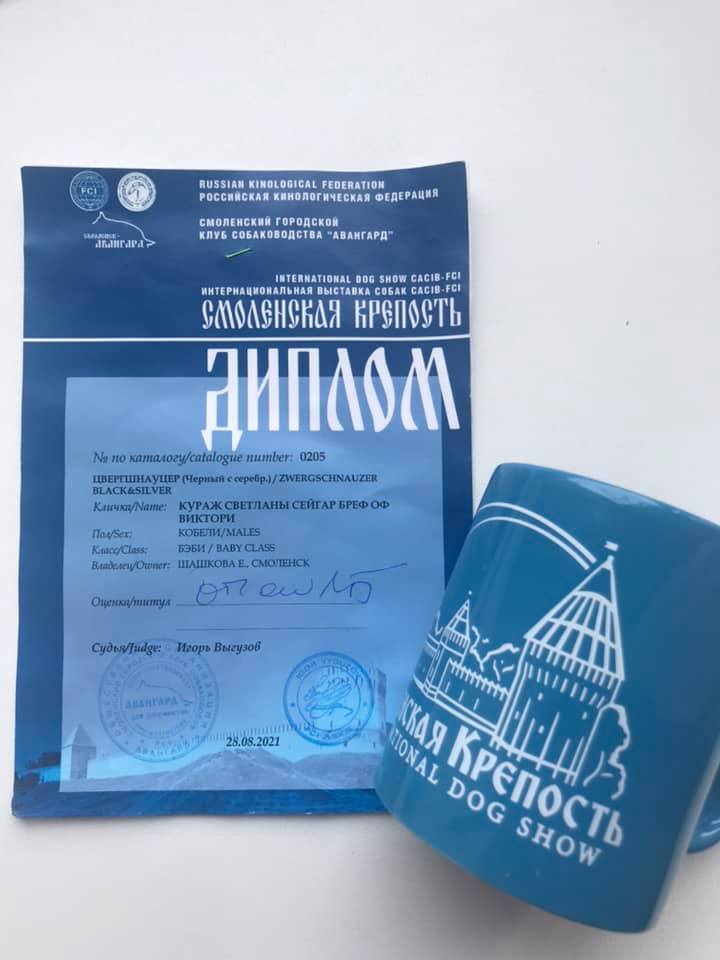 FCI
RUSSIAN KINOLOGICAL FEDERATION
РОССИЙСКАЯ КИНОЛОГИЧЕСКАЯ ФЕДЕРАЦИЯ
СМОЛЕНСКИЙ ГОРОДСКОЙ
КЛУБ СОБАКОВОДСТВА "АВАНГАРД"
АВАНГАРД
INTERNATIONAL DOG SHOW CACIB-FCI
ИНТЕРНАЦИОНАЛЬНАЯ ВЫСТАВКА СОБАК CACIB-FCI
СМОЛЕНСКАЯ КРЕПОСТЬ
ДИПЛОМ
№ по каталогу/catalogue number: 0205
ЦВЕРГШНАУЦЕР (Черный с серебр.) / ZWERGSCHNAUZER
BLACK&SILVER
Кличка/Name: КУРАЖ СВЕТЛАНЫ СЕЙГАР БРЕФ ОФ
ВИКТОРИ
Пол/Sex: КОБЕЛИ/MALES
Класс/Class: БЭБИ / BABY CLASS
Владелец/Owner: ШАШКОВА Е., СМОЛЕНСК
Оценка/титул
Судья/Judge: Игорь Выгузов
АВАНГАРД
28.08.2021
ская Крепость
TIONAL DOG SHOW